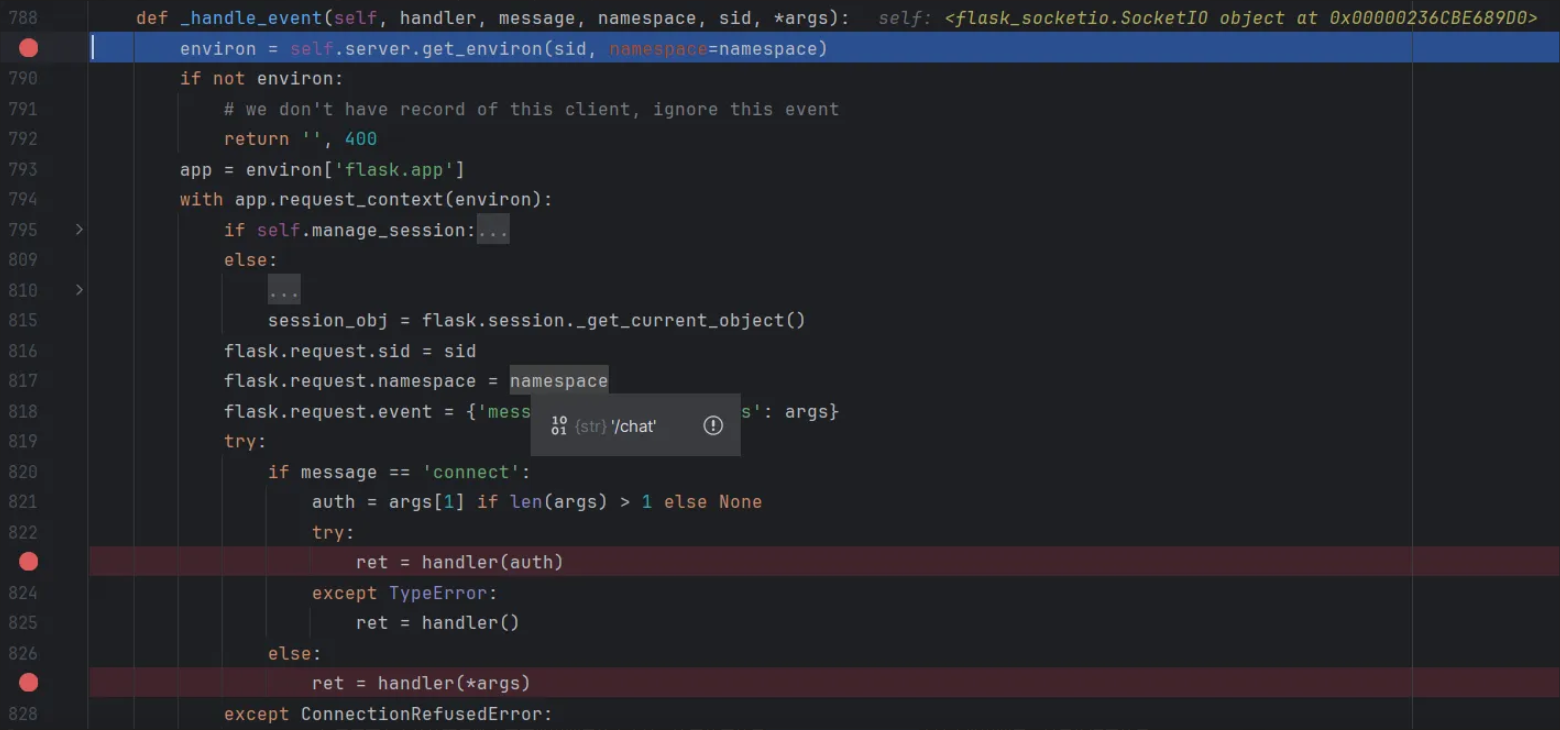 788 def _handle_event(self, handler, message, namespace, sid, *args): self: <flask_socketio.SocketIO object at 0x00000236CBE689D0>
environ = self.server.get_environ(sid, namespace=namespace)
790 if not environ:
791 # we don't have record of this client, ignore this event
792 return '', 400
793 app = environ['flask.app']
794 with app.request_context(environ):
795 if self.manage_session:...
809 else:
810 ...
815 session_obj = flask.session._get_current_object()
816 flask.request.sid = sid
817 flask.request.namespace = namespace
818 flask.request.event = {'mess s': args}
10 01 {str} '/chat'
819 try:
820 if message == 'connect':
821 auth = args[1] if len(args) > 1 else None
822 try:
ret = handler(auth)
824 except TypeError:
825 ret = handler()
826 else:
ret = handler(*args)
828 except ConnectionRefusedError: